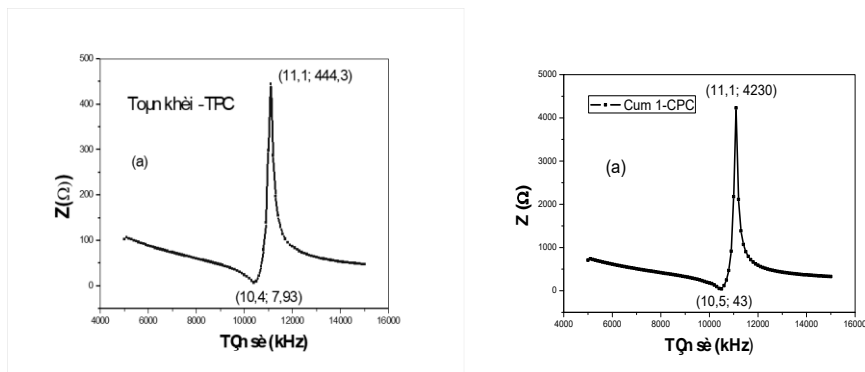 500
(11,1; 444,3)
400
Toµn khèi -TPC
300
(a)
200
Z(Ω))
100
0
(10,4; 7,93)
4000 6000 8000 10000 12000 14000 16000
TÇn sè (kHz)
5000
(11,1; 4230)
Cum 1-CPC
4000
(a)
3000
Z (Ω)
2000
1000
0
(10,5; 43)
4000 6000 8000 10000 12000 14000 16000
TÇn sè (kHz)